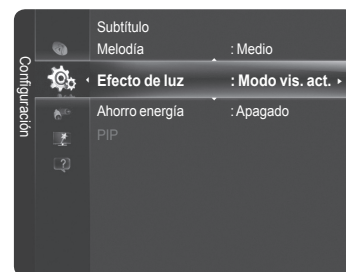 Configuración
Subtítulo
Melodía : Medio
Efecto de luz : Modo vis. act.
Ahorro energía : Apagado
PIP